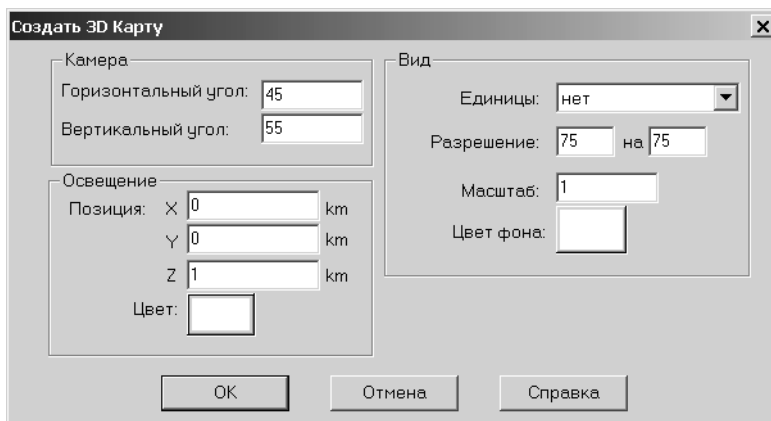 Создать 3D Карту
Камера
Горизонтальный угол: 45
Вертикальный угол: 55
Освещение
Позиция: X 0 km
Y 0 km
Z 1 km
Цвет:
Вид
Единицы: нет
Разрешение: 75 на 75
Масштаб: 1
Цвет фона:
OK Отмена Справка